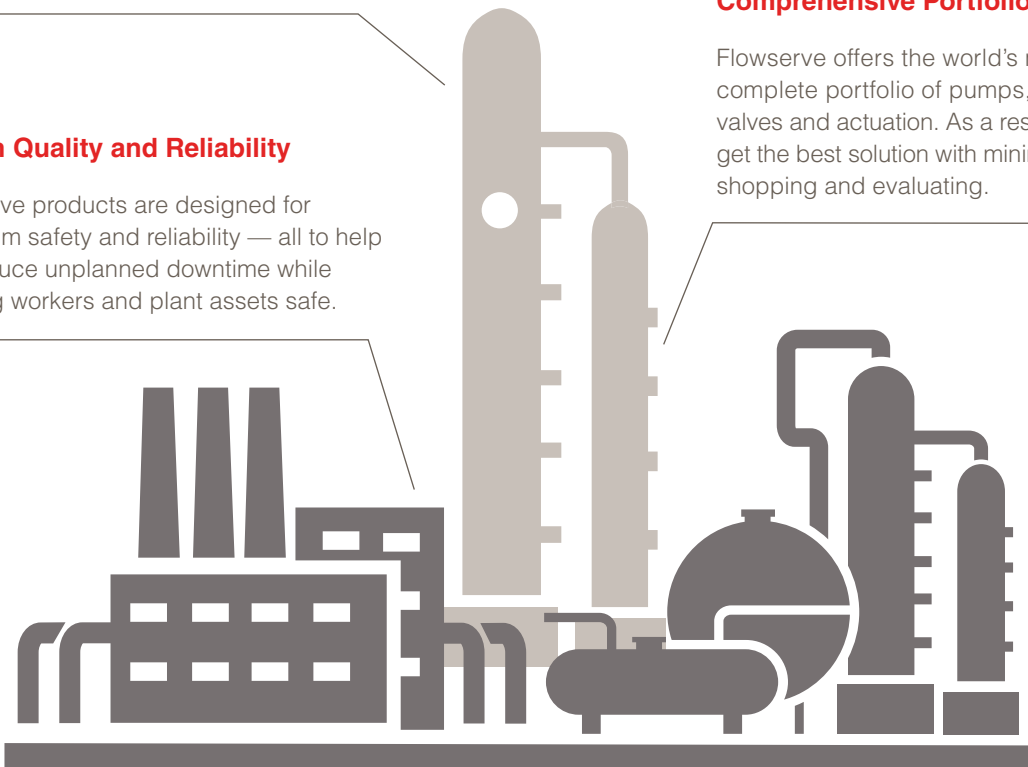 Comprehensive Portfolio
Flowserve offers the world's
complete portfolio of pumps,
valves and actuation. As a res
get the best solution with mini
shopping and evaluating.
Quality and Reliability
ve products are designed for
m safety and reliability — all to help
uce unplanned downtime while
g workers and plant assets safe.